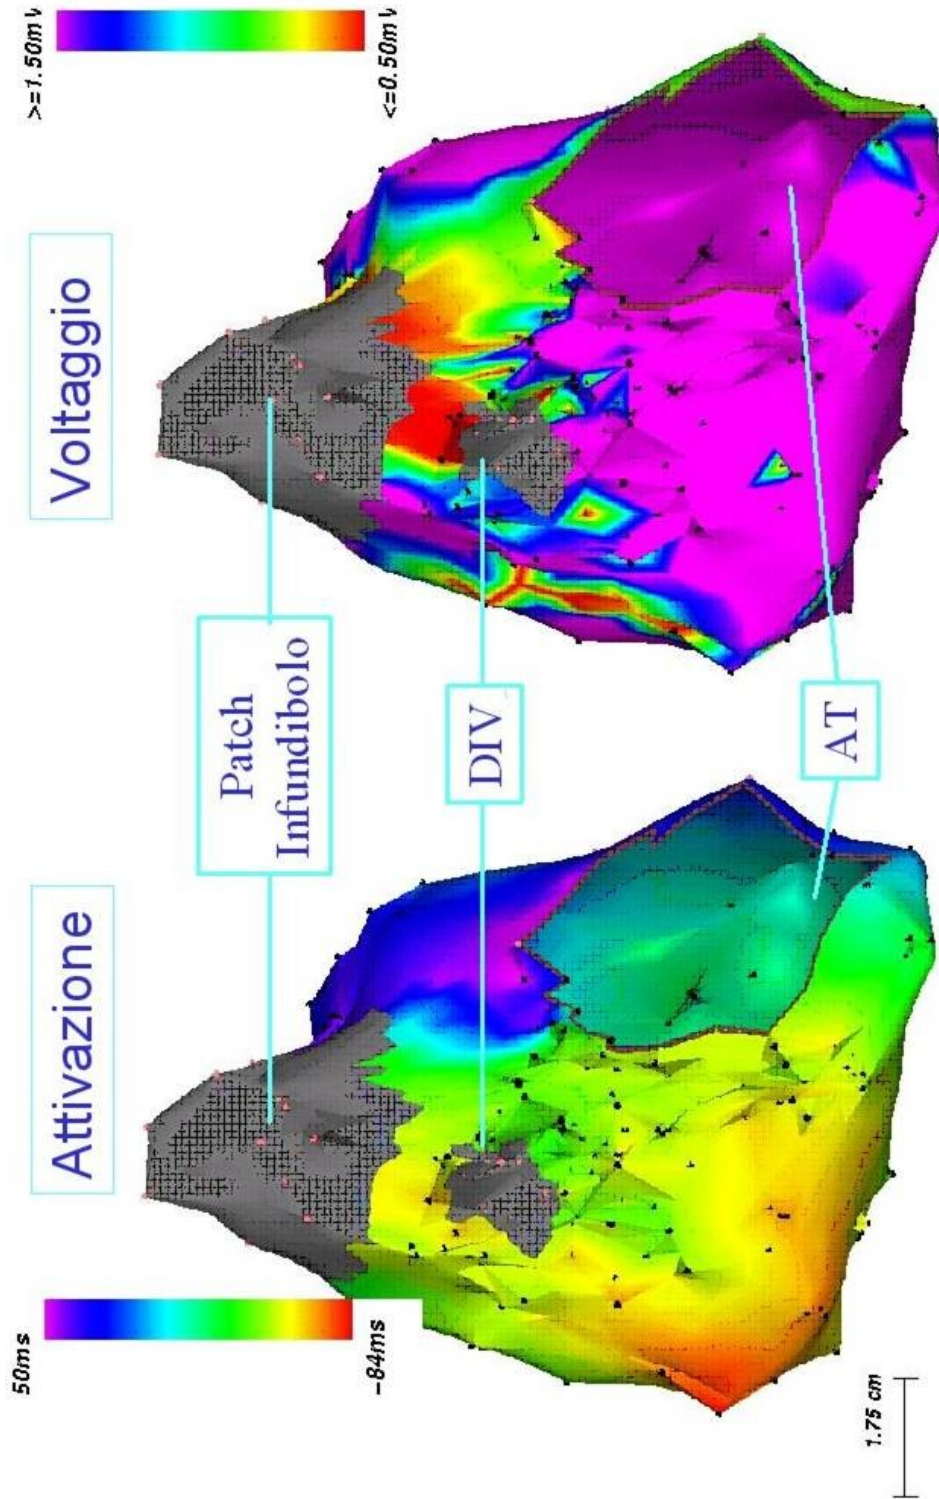 Attivazione
Voltaggio
50ms
-84ms
>=1.50mV
<=0.50mV
Patch
Infundibolo
DIV
AT
1.75 cm